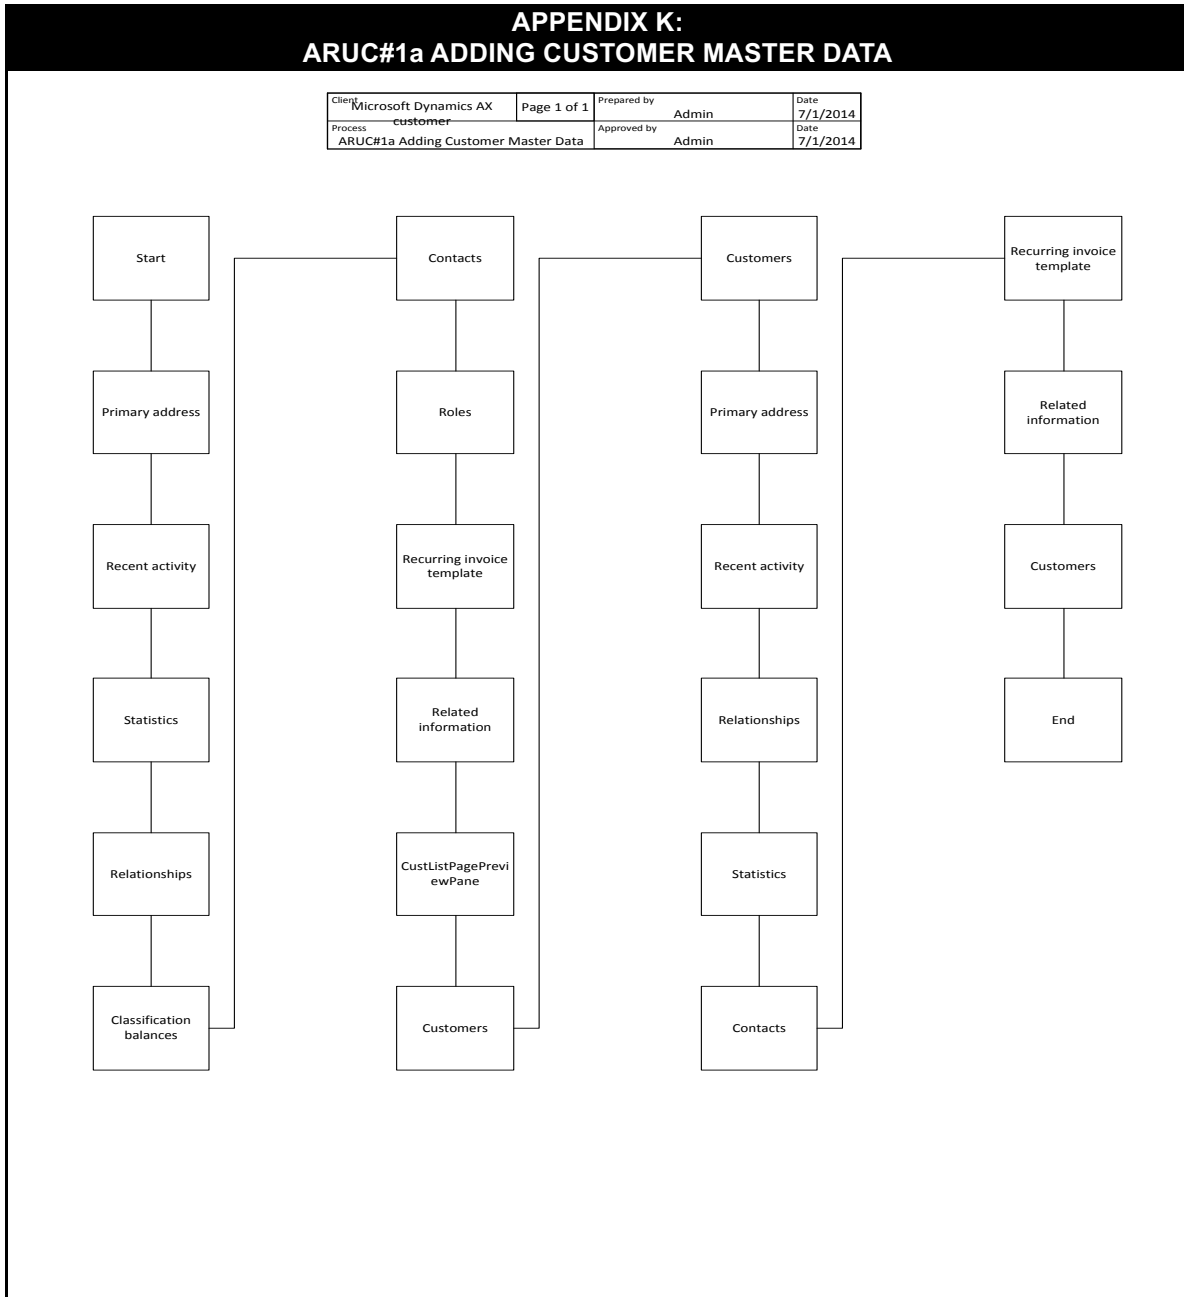 APPENDIX K:
ARUC#1a ADDING CUSTOMER MASTER DATA
Client
Microsoft Dynamics AX
customer
Page 1 of 1
Prepared by
Admin
Date
7/1/2014
Process
ARUC#1a Adding Customer Master Data
Approved by
Admin
Date
7/1/2014
Start
Primary address
Recent activity
Statistics
Relationships
Classification
balances
Contacts
Roles
Recurring invoice
template
Related
information
CustListPagePrevi
ewPane
Customers
Customers
Primary address
Recent activity
Relationships
Statistics
Contacts
Recurring invoice
template
Related
information
Customers
End